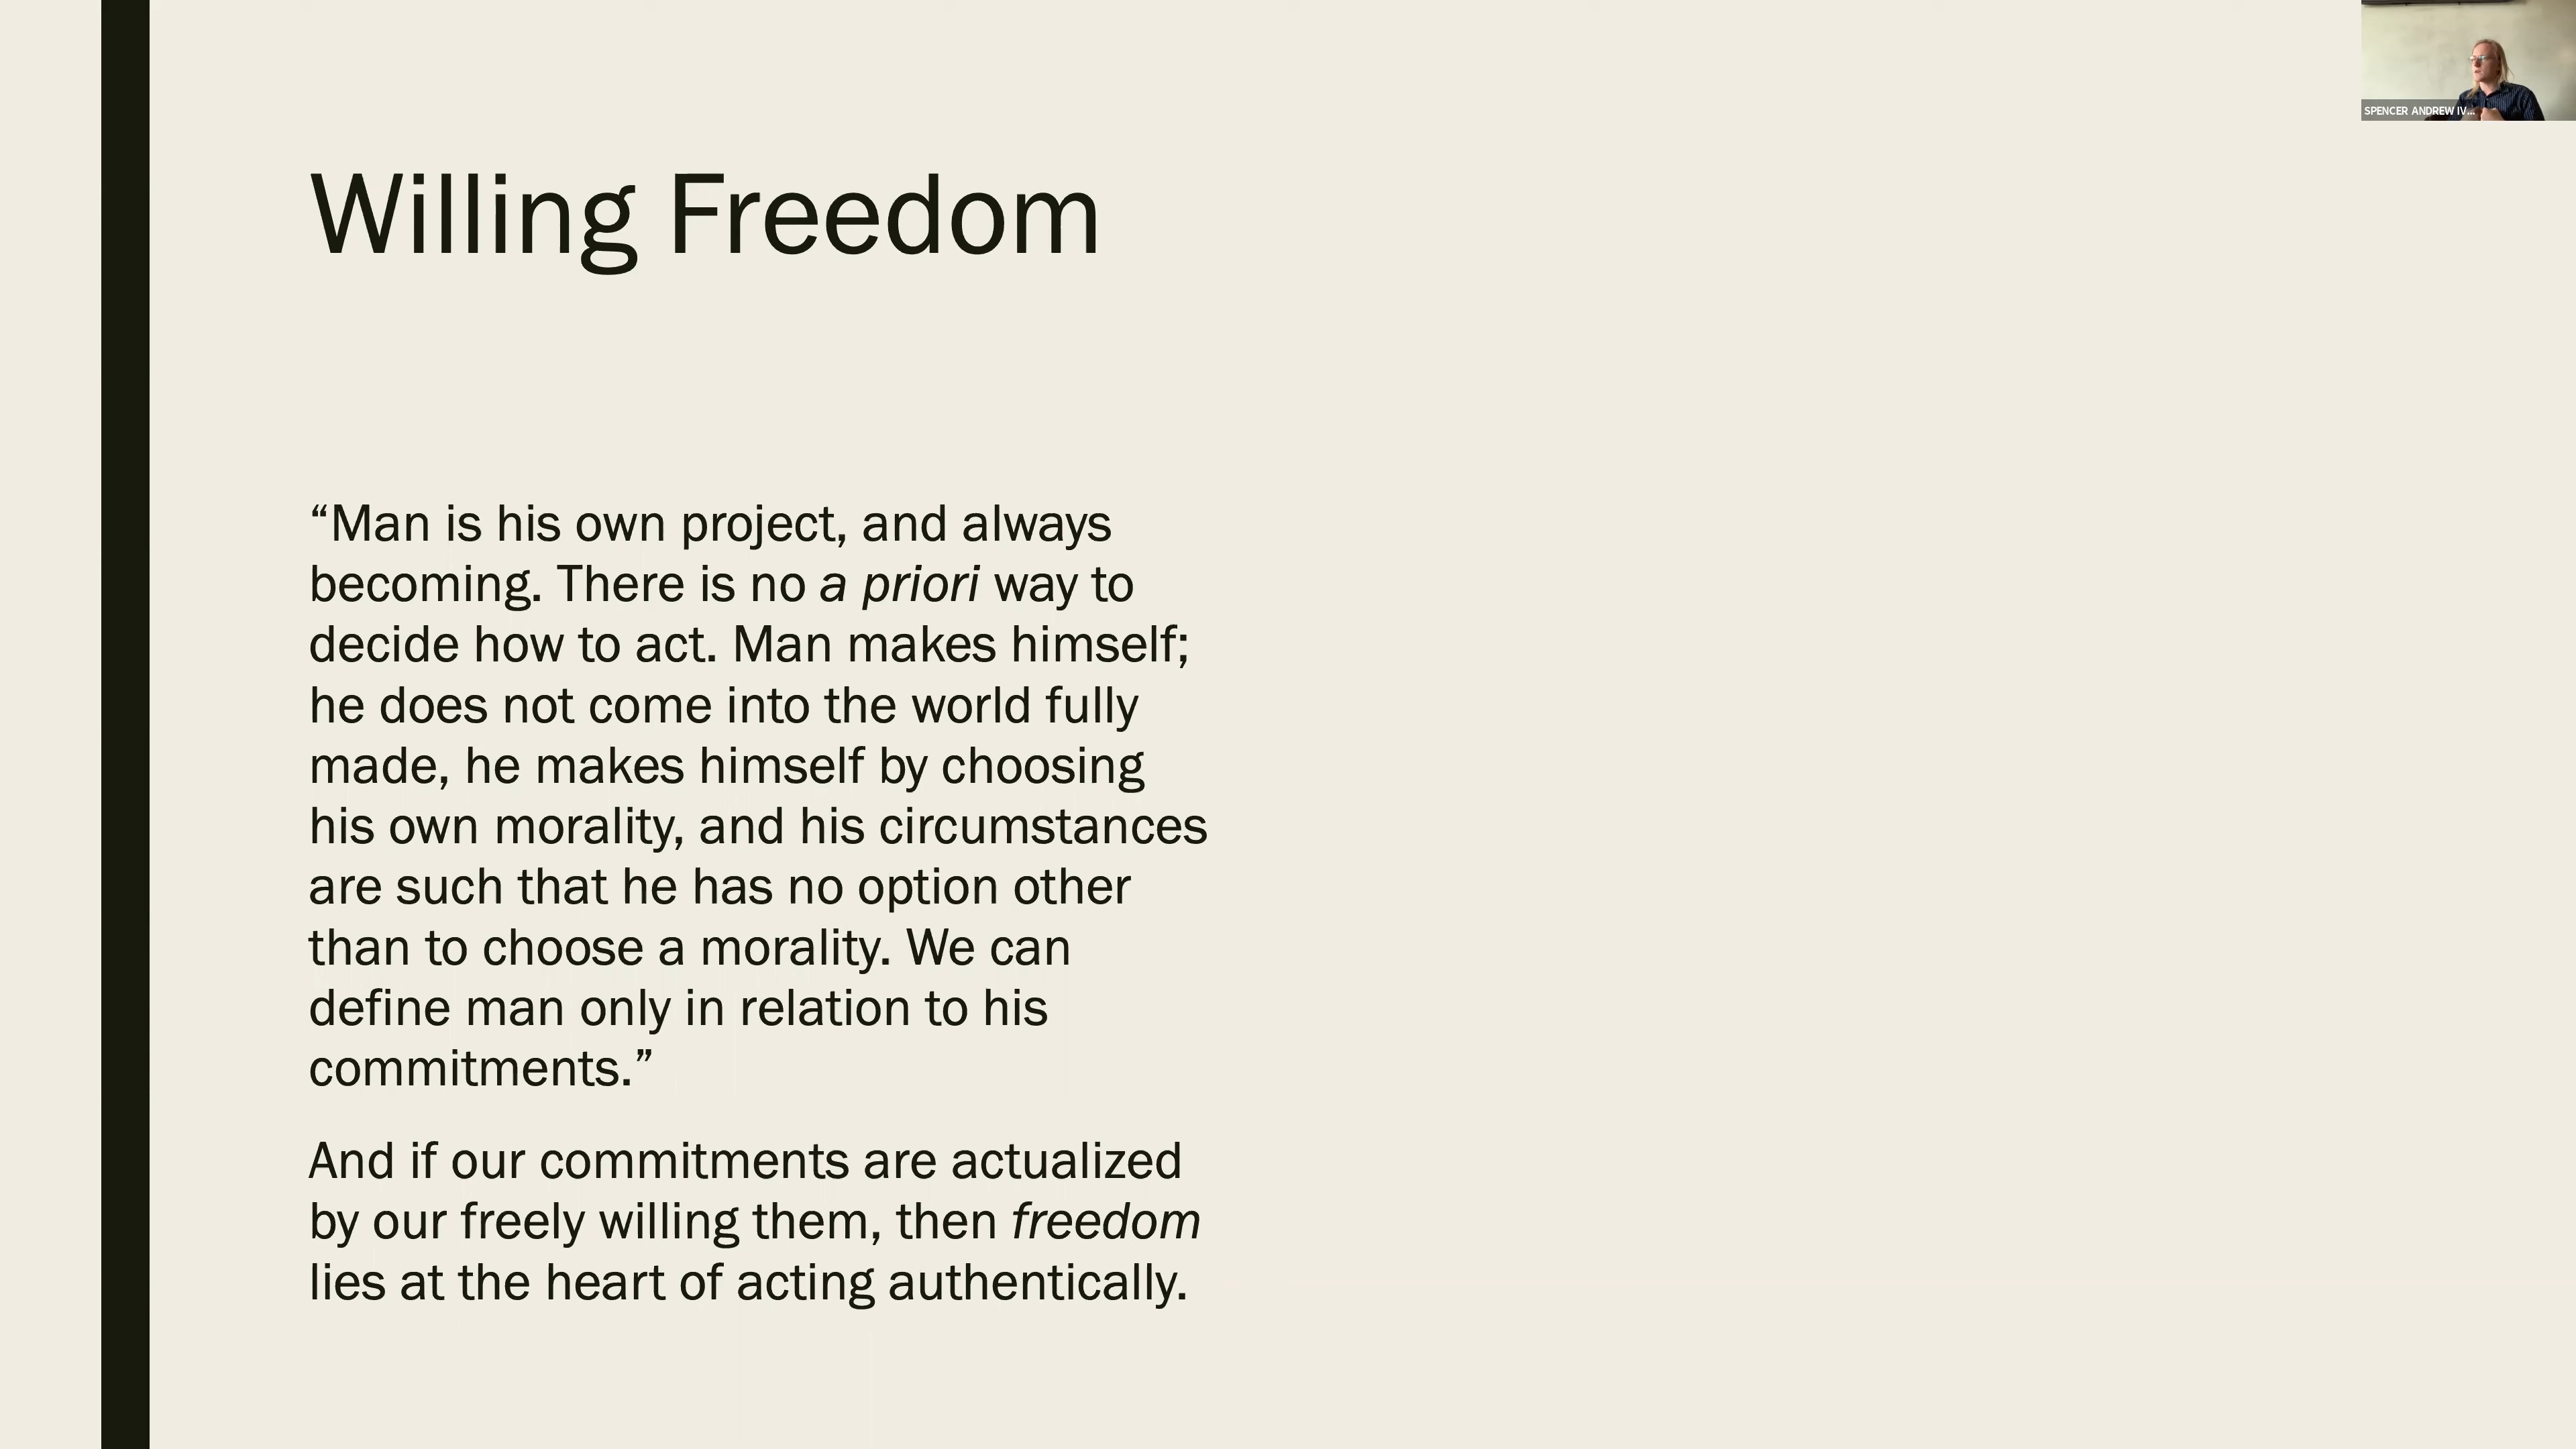 SPENCER ANDREW IV...
Willing Freedom
“Man is his own project, and always
becoming. There is no a priori way to
decide how to act. Man makes himself;
he does not come into the world fully
made, he makes himself by choosing
his own morality, and his circumstances
are such that he has no option other
than to choose a morality. We can
define man only in relation to his
commitments.”
And if our commitments are actualized
by our freely willing them, then freedom
lies at the heart of acting authentically.